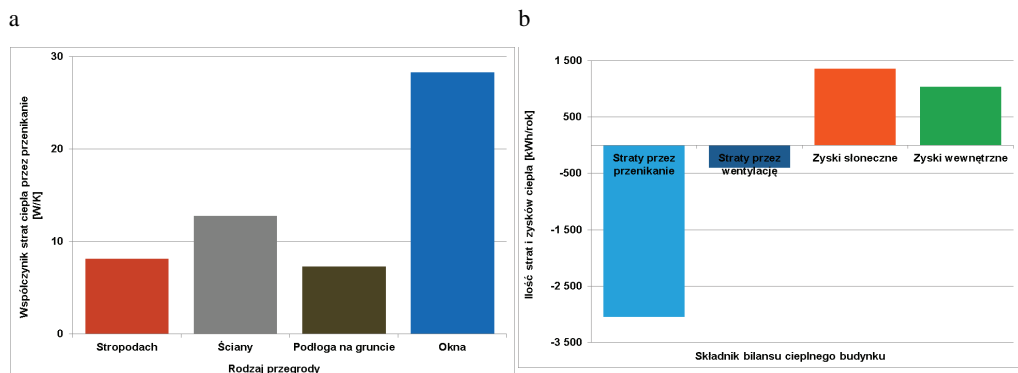 a
Współczynnik strat ciepła przez przenikanie
[W/K]
30
20
10
0
Stropodach
Ściany
Podłoga na gruncie
Okna
Rodzaj przegrody
b
Ilość strat i zysków ciepła [kWh/rok]
1 500
500
-500
-1 500
-2 500
-3 500
Straty przez
przenikanie
Straty przez
wentylację
Zyski słoneczne
Zyski wewnętrzne
Składnik bilansu cieplnego budynku